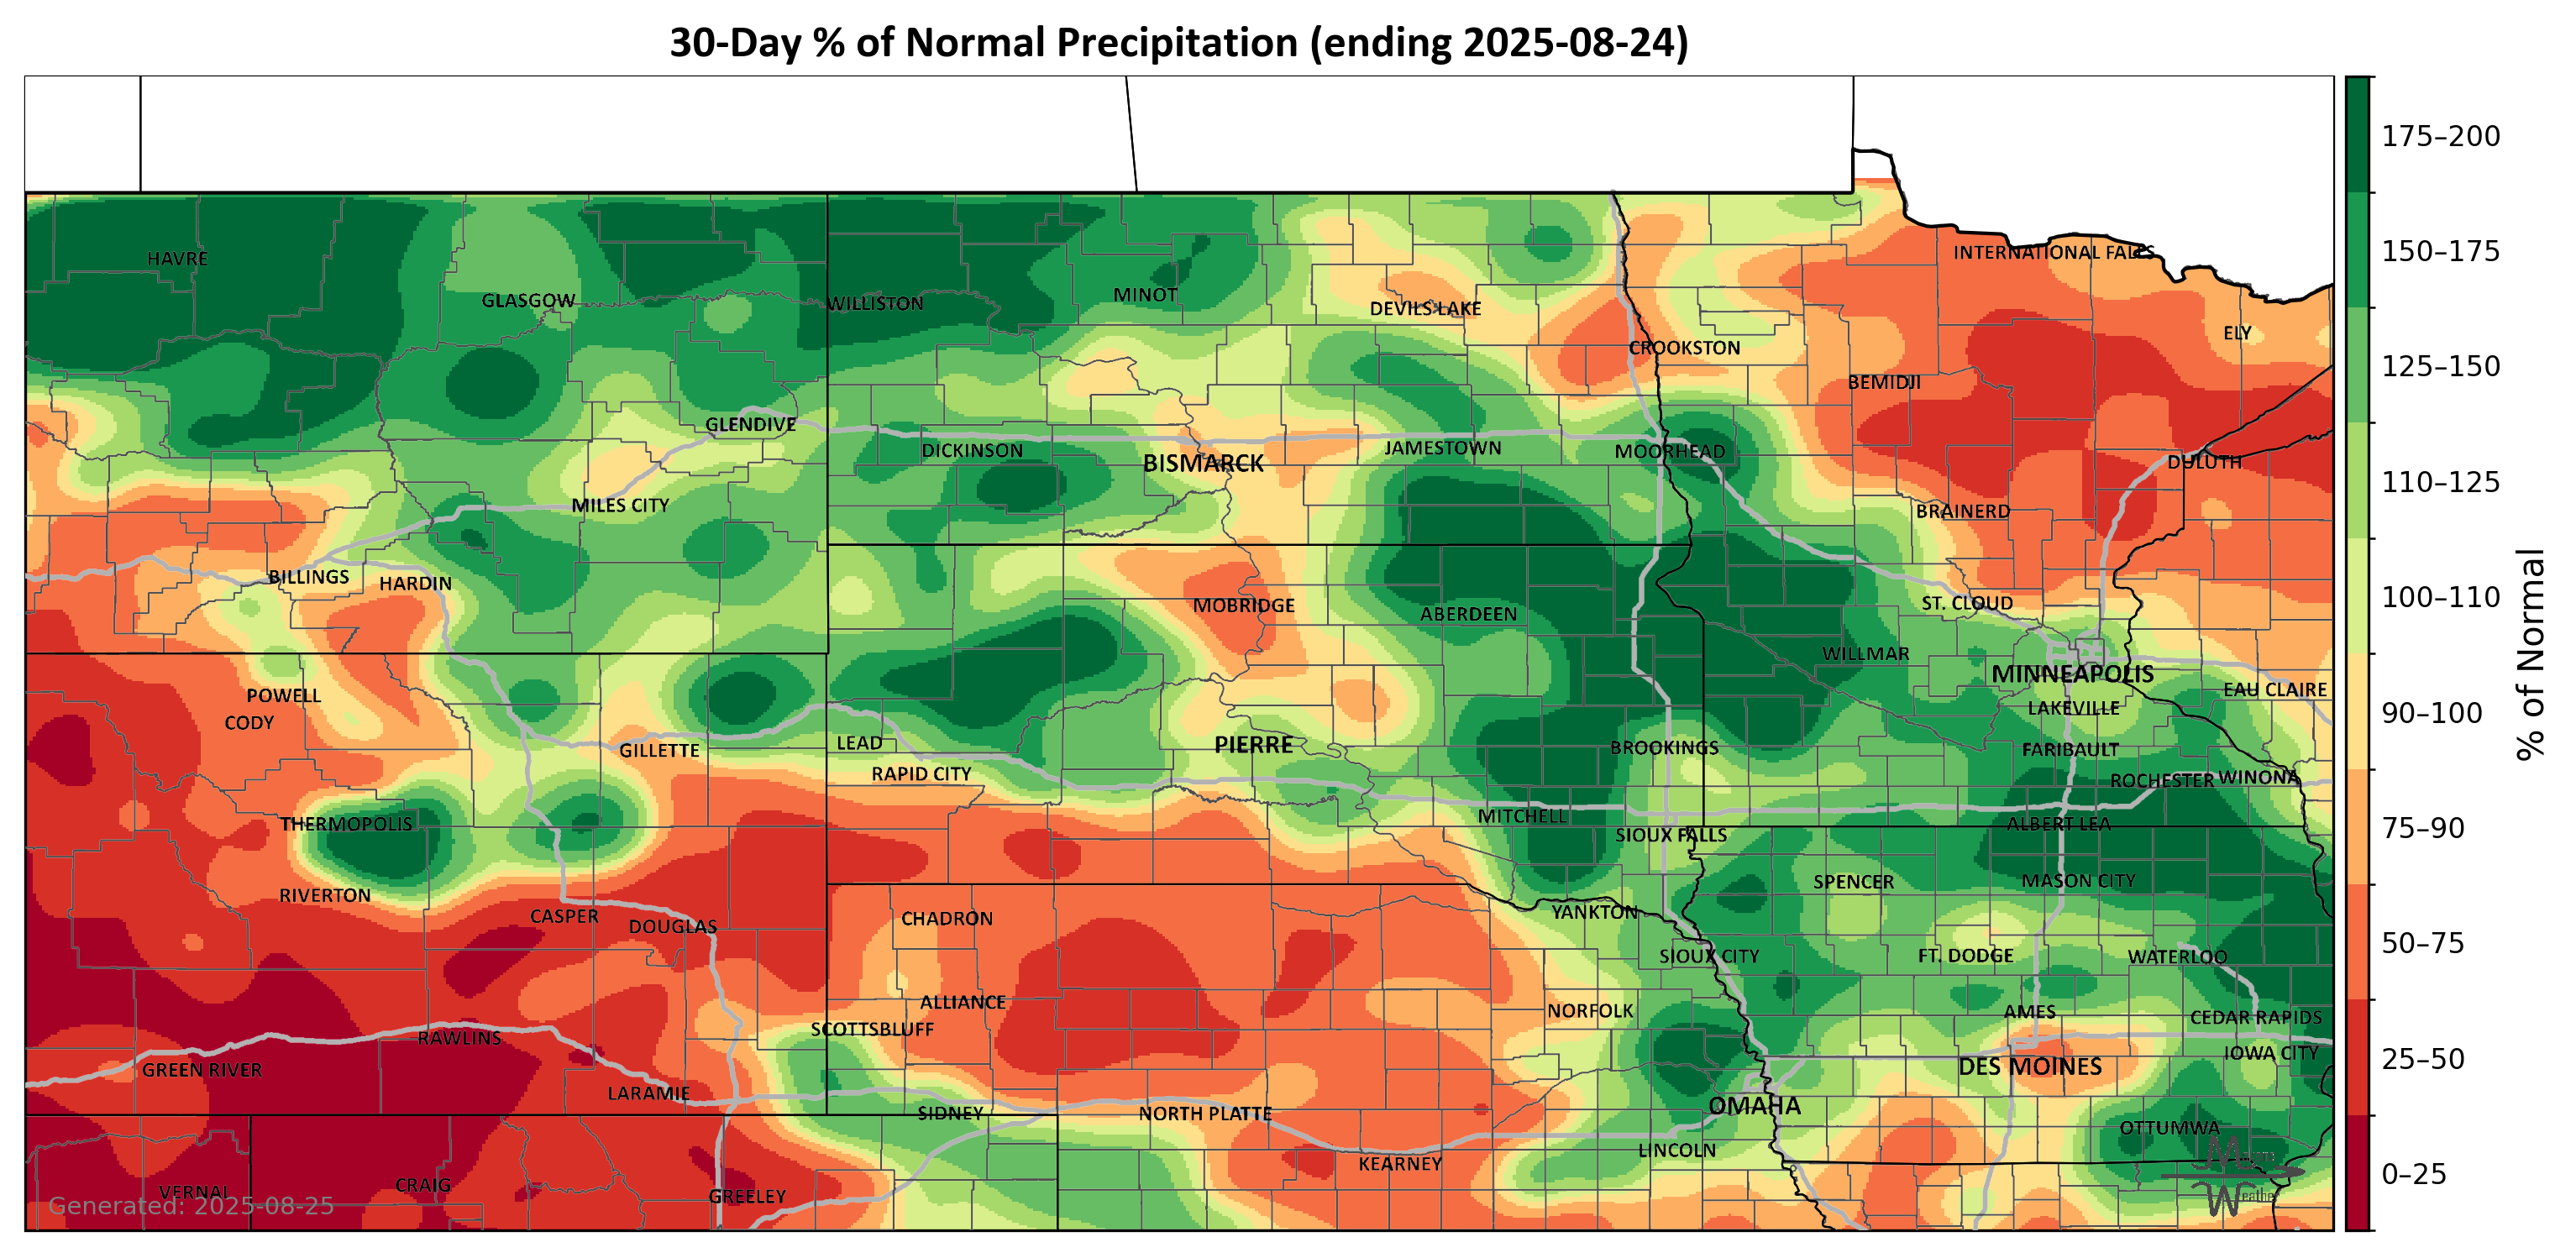 30-Day % of Normal Precipitation (ending 2025-08-24)
175–200
HAVRE
INTERNATIONAL FALLS
150–175
GLASGOW
WILLISTON
MINOT
DEVILS LAKE
ELY
CROOKSTON
125–150
BEMIDJI
GLENDIVE
DICKINSON
BISMARCK
JAMESTOWN
MOORHEAD
DULUTH
110–125
MILES CITY
BRAINERD
BILLINGS
HARDIN
MOBRIDGE
ABERDEEN
ST. CLOUD
100–110
WILLMAR
MINNEAPOLIS
POWELL
EAU CLAIRE
CODY
LAKEVILLE
90–100
% of Normal
GILLETTE
LEAD
PIERRE
BROOKINGS
FARIBAULT
RAPID CITY
ROCHESTER
WINONA
THERMOPOLIS
MITCHELL
ALBERT LEA
75–90
SIOUX FALLS
RIVERTON
SPENCER
MASON CITY
CASPER
DOUGLAS
CHADRON
YANKTON
50–75
SIOUX CITY
FT. DODGE
WATERLOO
ALLIANCE
NORFOLK
AMES
CEDAR RAPIDS
SCOTTSBLUFF
RAWLINS
GREEN RIVER
DES MOINES
IOWA CITY
25–50
LARAMIE
SIDNEY
NORTH PLATTE
OMAHA
OTTUMWA
LINCOLN
KEARNEY
0–25
VERNAL
CRAIG
GREELEY
Generated: 2025-08-25